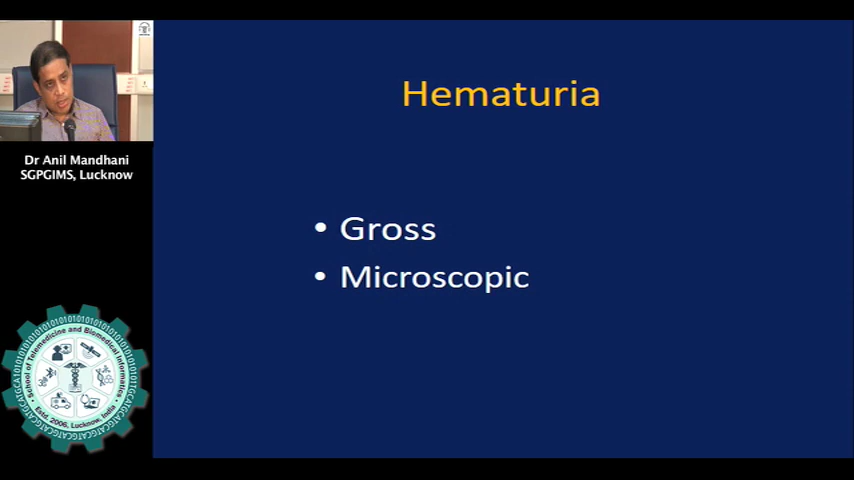 Hematuria
• Gross
• Microscopic
Dr Anil Mandhani
SGPGIMS, Lucknow
School of Telemedicine and Biomedical Informatics
Estd. 2006, Lucknow, India